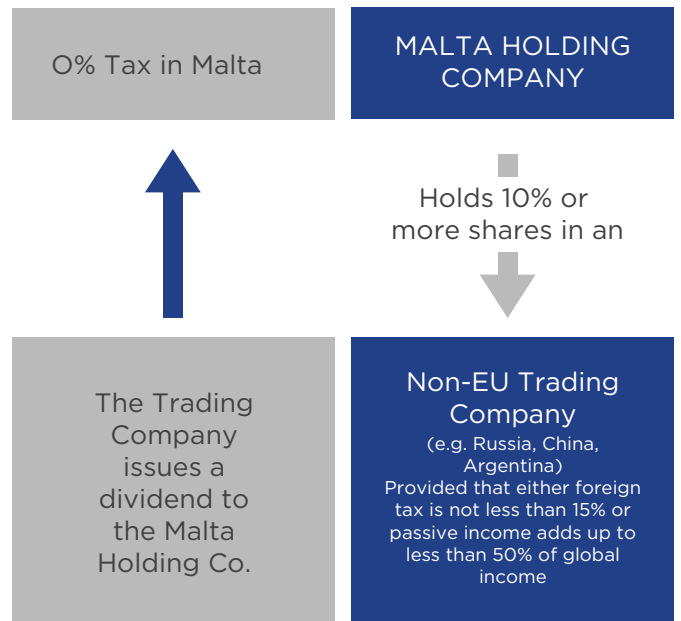 O% Tax in Malta
MALTA HOLDING
COMPANY
Holds 10% or
more shares in an
The Trading
Company
issues a
dividend to
the Malta
Holding Co.
Non-EU Trading
Company
(e.g. Russia, China,
Argentina)
Provided that either foreign
tax is not less than 15% or
passive income adds up to
less than 50% of global
income